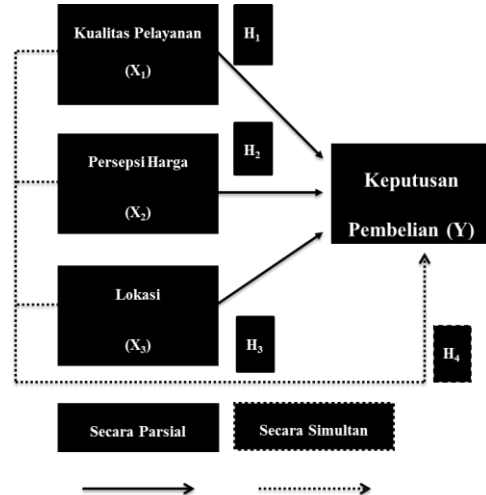 Kualitas Pelayanan
(X₁)
H₁
Persepsi Harga
(X₂)
H₂
Keputusan
Pembelian (Y)
Lokasi
(X₃)
H₃
H₄
Secara Parsial
Secara Simultan